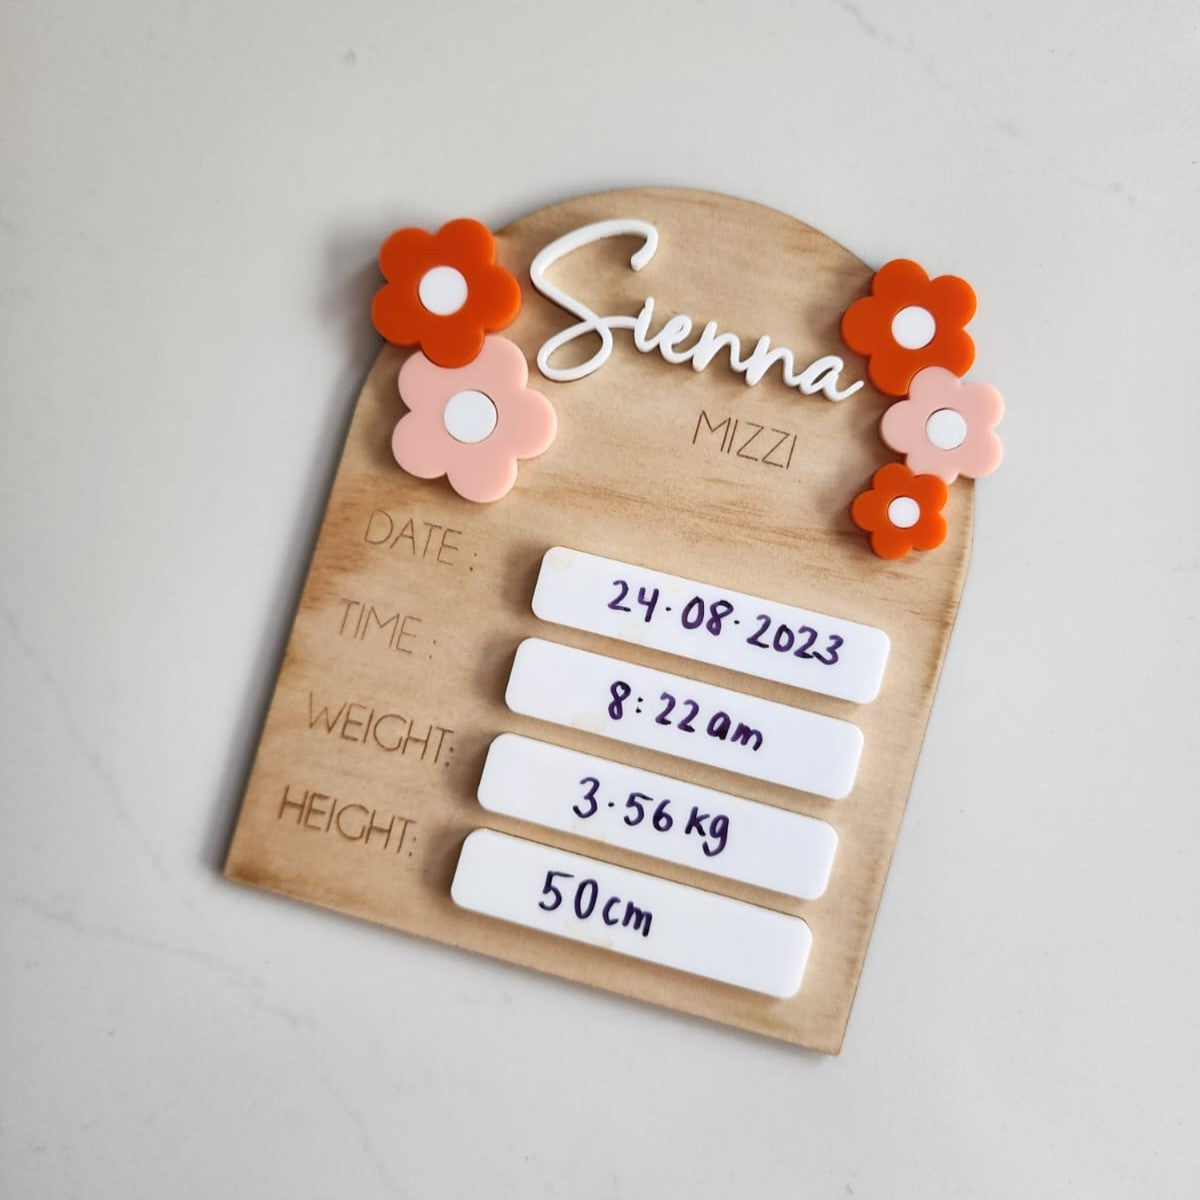 Sienna
MIZZI
DATE : 24.08.2023
TIME : 8:22am
WEIGHT: 3.56kg
HEIGHT: 50cm